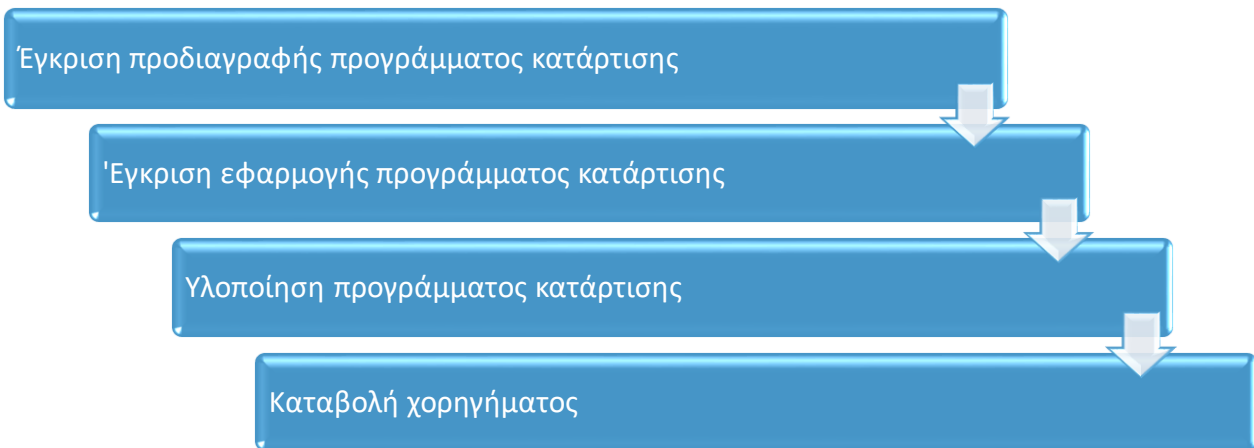 Έγκριση προδιαγραφής προγράμματος κατάρτισης
'Εγκριση εφαρμογής προγράμματος κατάρτισης
Υλοποίηση προγράμματος κατάρτισης
Καταβολή χορηγήματος